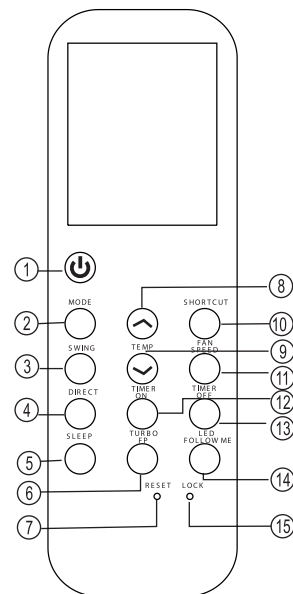 1
8
MODE
SHORTCUT
2
10
TEMP
FAN
SPEED
9
SWING
3
11
TIMER
ON
TIMER
OFF
DIRECT
12
4
13
SLEEP
TURBO
FP
LED
FOLLOW ME
5
6
14
RESET
LOCK
7
15